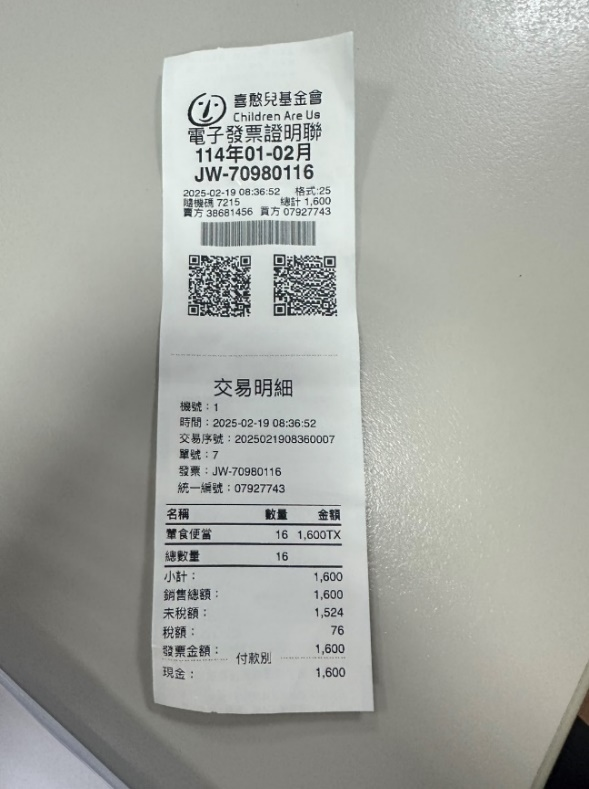 喜憨兒基金會
Children Are Us
電子發票證明聯
114年01-02月
JW-70980116
2025-02-19 08:36:52 格式:25
隨機碼 7215 總計 1,600
賣方 38681456 買方 07927743
交易明細
機號：1
時間：2025-02-19 08:36:52
交易序號：2025021908360007
單號：7
發票：JW-70980116
統一編號：07927743
名稱 數量 金額
葷食便當 16 1,600TX
總數量 16
小計： 1,600
銷售總額： 1,600
未稅額： 1,524
稅額： 76
發票金額： 1,600
付款別
現金： 1,600